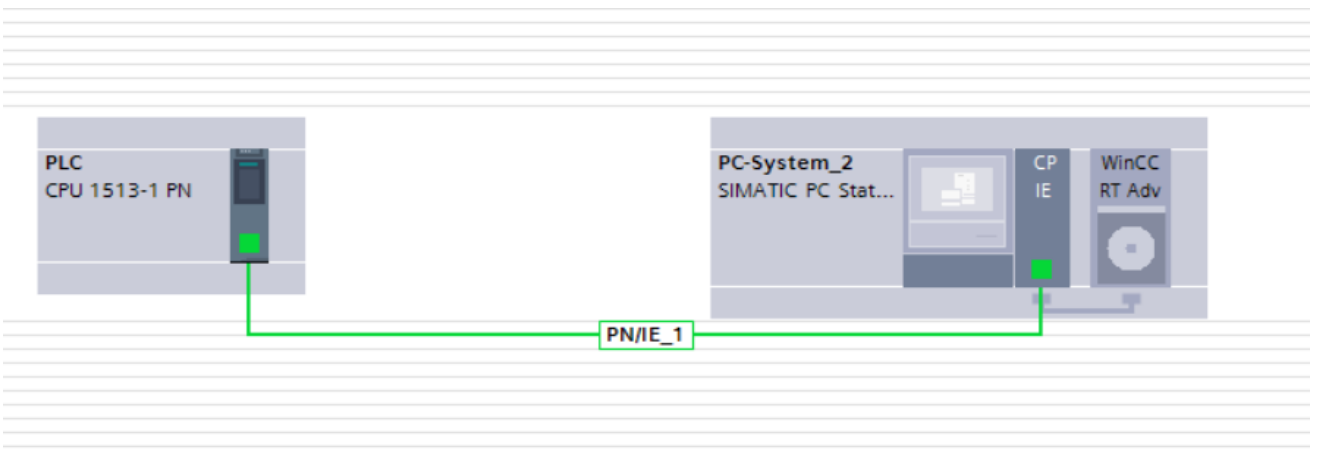 PLC
CPU 1513-1 PN
PC-System_2
SIMATIC PC Stat...
CP
IE
WinCC
RT Adv
PN/IE_1